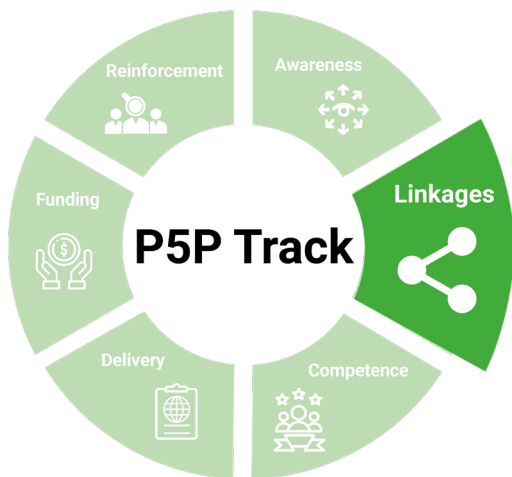 Reinforcement
Awareness
Funding
Linkages
P5P Track
Delivery
Competence